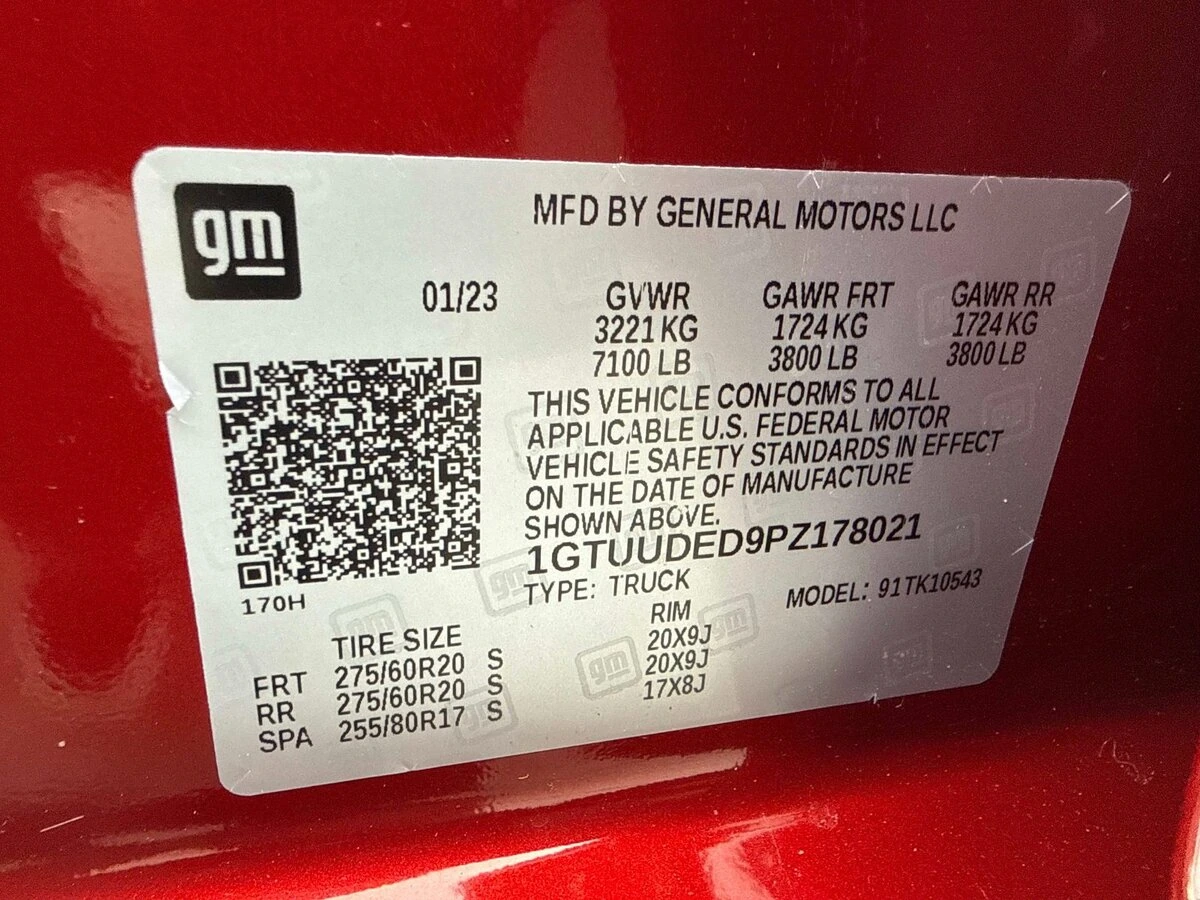 gm
MFD BY GENERAL MOTORS LLC
01/23 GVWR GAWR FRT GAWR RR
3221 KG 1724 KG 1724 KG
7100 LB 3800 LB 3800 LB
THIS VEHICLE CONFORMS TO ALL
APPLICABLE U.S. FEDERAL MOTOR
VEHICLE SAFETY STANDARDS IN EFFECT
ON THE DATE OF MANUFACTURE
SHOWN ABOVE.
1GTUUDED9PZ178021
TYPE: TRUCK MODEL: 91TK10543
170H
TIRE SIZE RIM
FRT 275/60R20 S 20X9J
RR 275/60R20 S 20X9J
SPA 255/80R17 S 17X8J